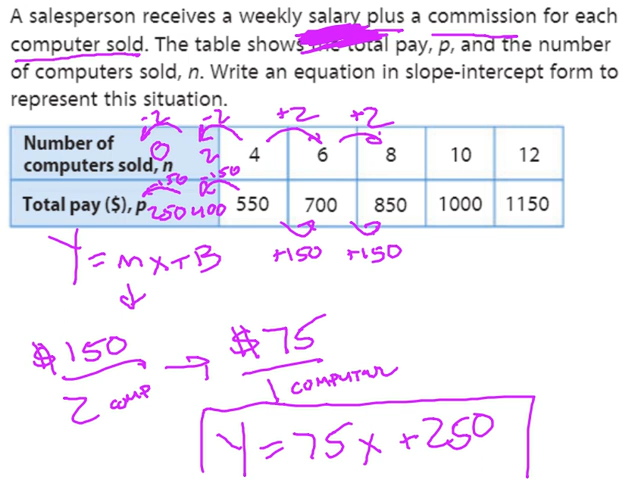 A salesperson receives a weekly salary plus a commission for each
computer sold. The table shows the total pay, p, and the number
of computers sold, n. Write an equation in slope-intercept form to
represent this situation.
-2 -2 +2 +2
Number of
computers sold, n 0 2 4 6 8 10 12
-150 -150
Total pay ($), p 250 400 550 700 850 1000 1150
+150 +150
Y = mx+B
$150 → $75
2 comp 1 COMPUTER
Y=75x+250